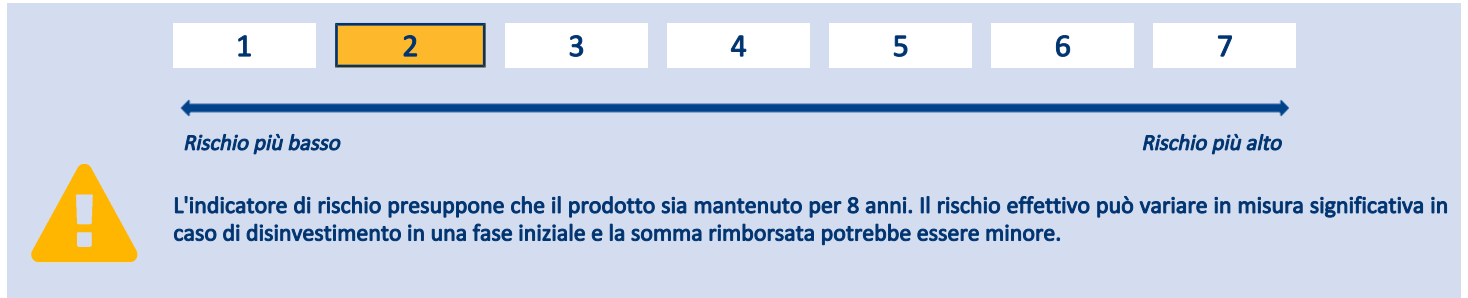 1 2 3 4 5 6 7
Rischio più basso Rischio più alto
L'indicatore di rischio presuppone che il prodotto sia mantenuto per 8 anni. Il rischio effettivo può variare in misura significativa in
caso di disinvestimento in una fase iniziale e la somma rimborsata potrebbe essere minore.